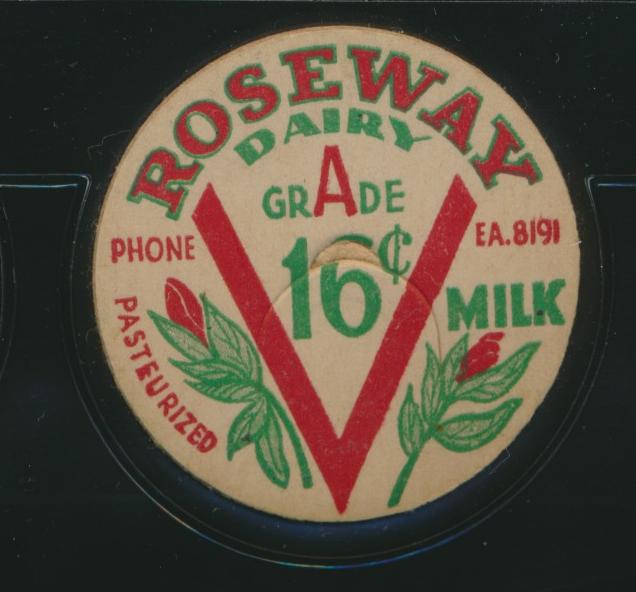 ROSEWAY
DAIRY
GRADE
PHONE
EA.8191
16¢
MILK
PASTEURIZED